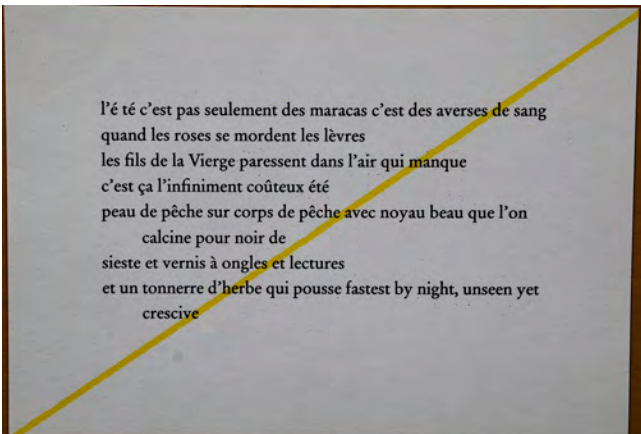 l'é té c'est pas seulement des maracas c'est des averses de sang
quand les roses se mordent les lèvres
les fils de la Vierge paressent dans l'air qui manque
c'est ça l'infiniment coûteux été
peau de pêche sur corps de pêche avec noyau beau que l'on
calcine pour noir de
sieste et vernis à ongles et lectures
et un tonnerre d'herbe qui pousse fastest by night, unseen yet
crescive